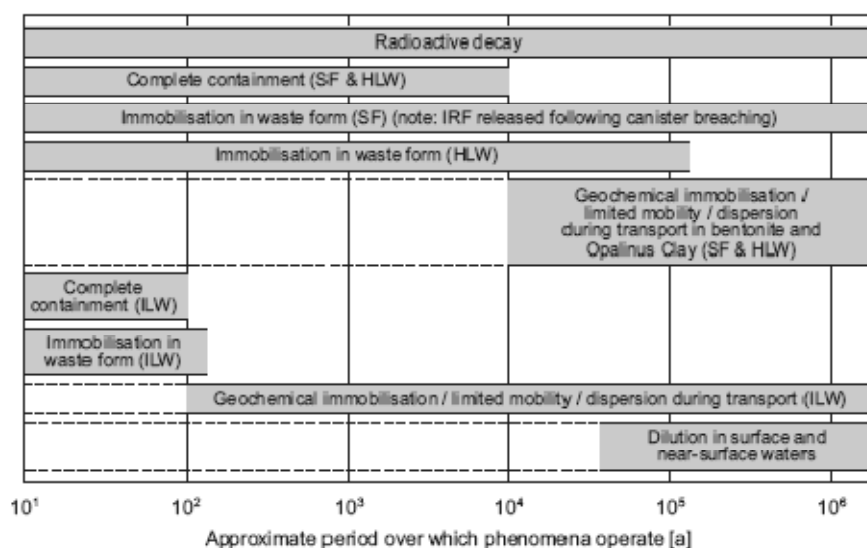 Radioactive decay
Complete containment (SF & HLW)
Immobilisation in waste form (SF) (note: IRF released following canister breaching)
Immobilisation in waste form (HLW)
Geochemical immobilisation /
limited mobility / dispersion
during transport in bentonite and
Opalinus Clay (SF & HLW)
Complete
containment (ILW)
Immobilisation in
waste form (ILW)
Geochemical immobilisation / limited mobility / dispersion during transport (ILW)
Dilution in surface and
near-surface waters
10¹ 10² 10³ 10⁴ 10⁵ 10⁶
Approximate period over which phenomena operate [a]